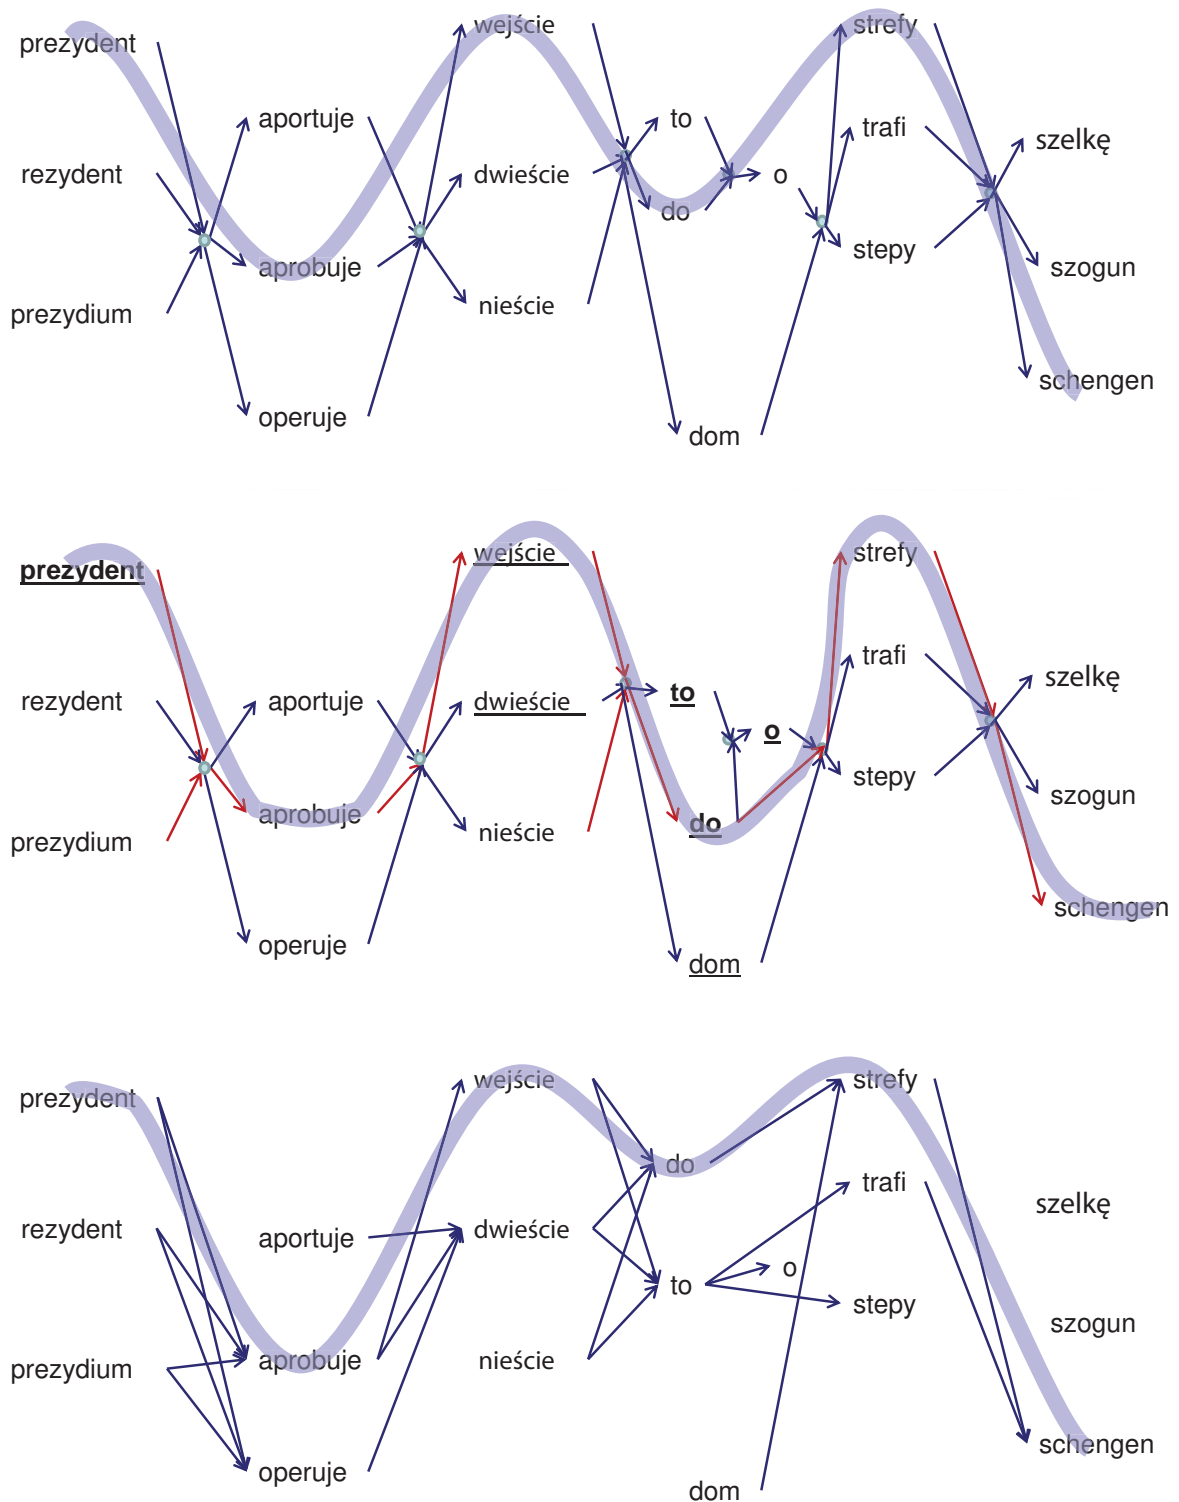 prezydent
rezydent
prezydium
aportuje
aprobuje
operuje
wejście
dwieście
nieście
to
do
dom
o
strefy
trafi
stepy
szelkę
szogun
schengen
prezydent
rezydent
prezydium
aportuje
aprobuje
operuje
wejście
dwieście
nieście
to
do
dom
o
strefy
trafi
stepy
szelkę
szogun
schengen
prezydent
rezydent
prezydium
aportuje
aprobuje
operuje
wejście
dwieście
nieście
do
to
dom
o
strefy
trafi
stepy
szelkę
szogun
schengen